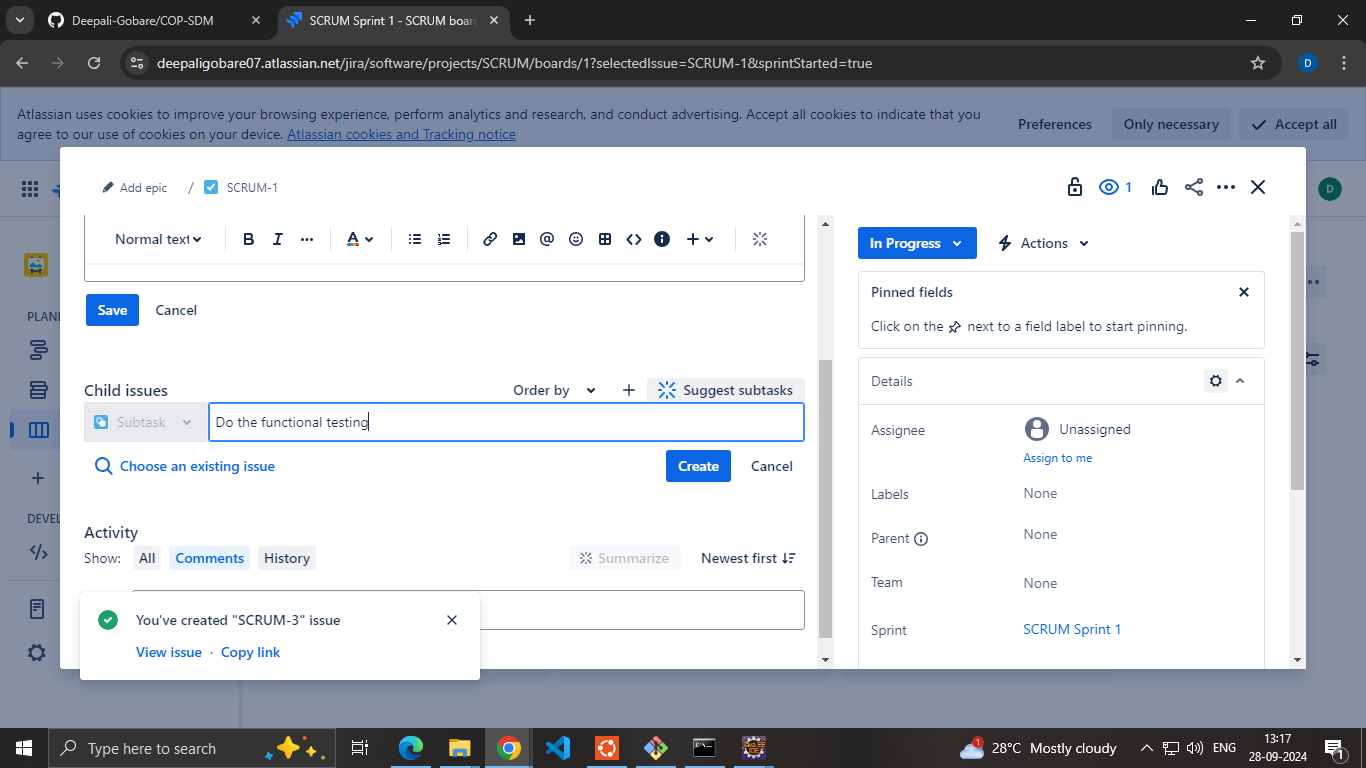 Deepali-Gobare/COP-SDM
SCRUM Sprint 1 - SCRUM boar
deepaligobare07.atlassian.net/jira/software/projects/SCRUM/boards/1?selectedIssue=SCRUM-1&sprintStarted=true
D
Atlassian uses cookies to improve your browsing experience, perform analytics and research, and conduct advertising. Accept all cookies to indicate that you
agree to our use of cookies on your device. Atlassian cookies and Tracking notice
Preferences
Only necessary
Accept all
Add epic
/
SCRUM-1
1
D
Normal text
B
I
A
Save
Cancel
PLANN
Child issues
Order by
Suggest subtasks
Subtask
Do the functional testing
Choose an existing issue
Create
Cancel
DEVEL
Activity
Show:
All
Comments
History
Summarize
Newest first
You've created "SCRUM-3" issue
View issue
·
Copy link
In Progress
Actions
Pinned fields
Click on the next to a field label to start pinning.
Details
Assignee
Unassigned
Assign to me
Labels
None
Parent
None
Team
None
Sprint
SCRUM Sprint 1
Type here to search
1
28°C Mostly cloudy
ENG
13:17
28-09-2024
1